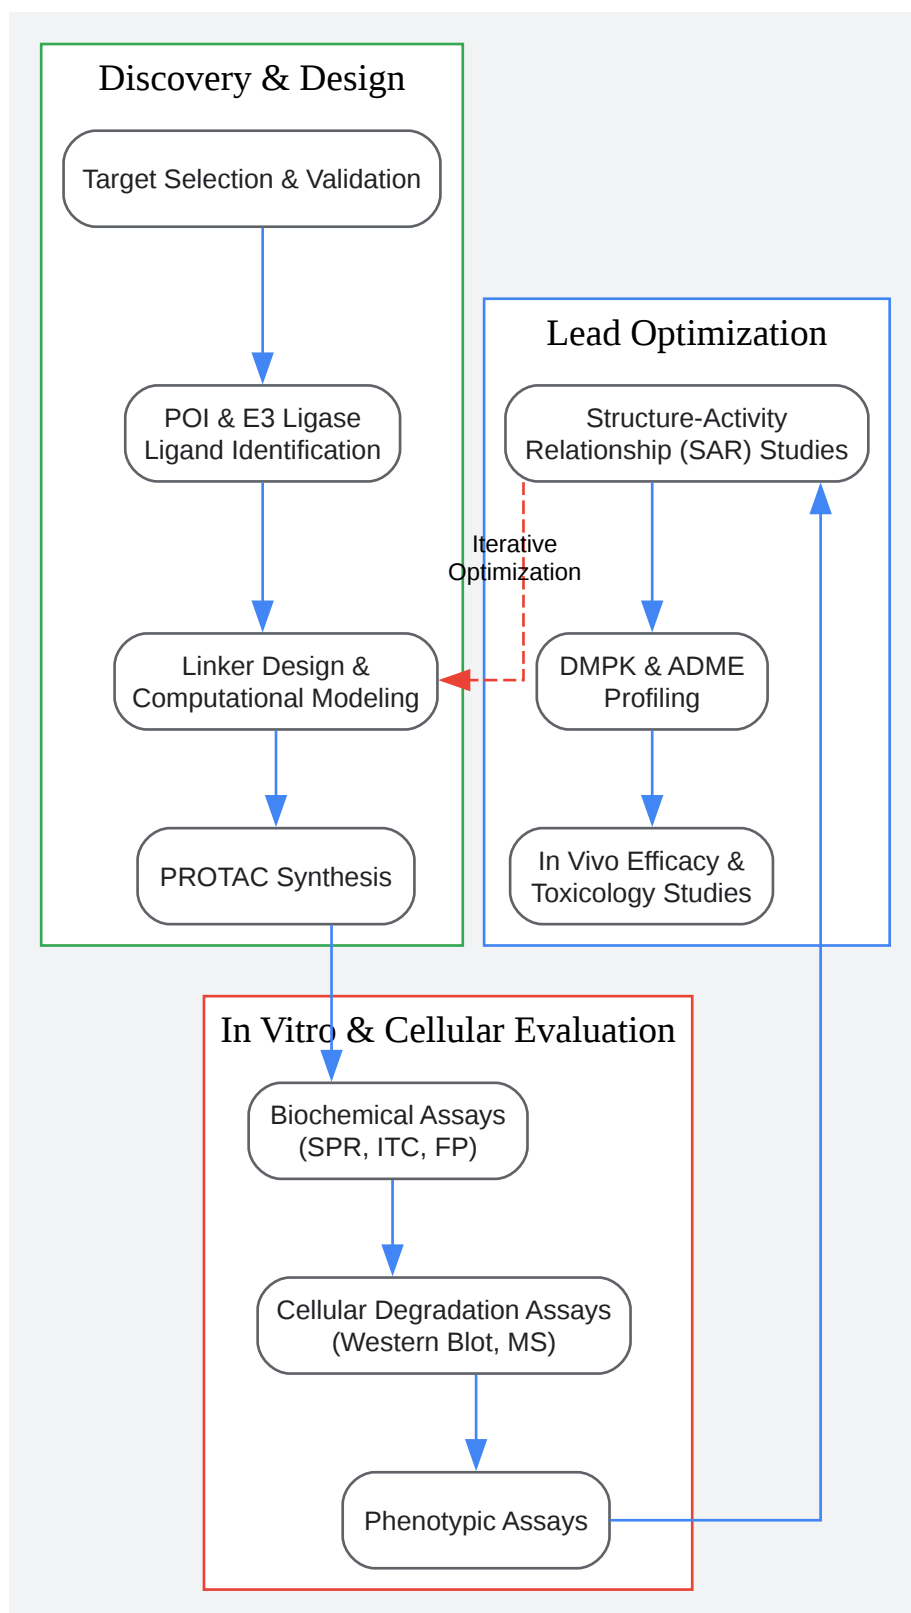 Discovery & Design
Target Selection & Validation
POI & E3 Ligase
Ligand Identification
Linker Design &
Computational Modeling
PROTAC Synthesis
Lead Optimization
Structure-Activity
Relationship (SAR) Studies
Iterative
Optimization
DMPK & ADME
Profiling
In Vivo Efficacy &
Toxicology Studies
In Vitro & Cellular Evaluation
Biochemical Assays
(SPR, ITC, FP)
Cellular Degradation Assays
(Western Blot, MS)
Phenotypic Assays